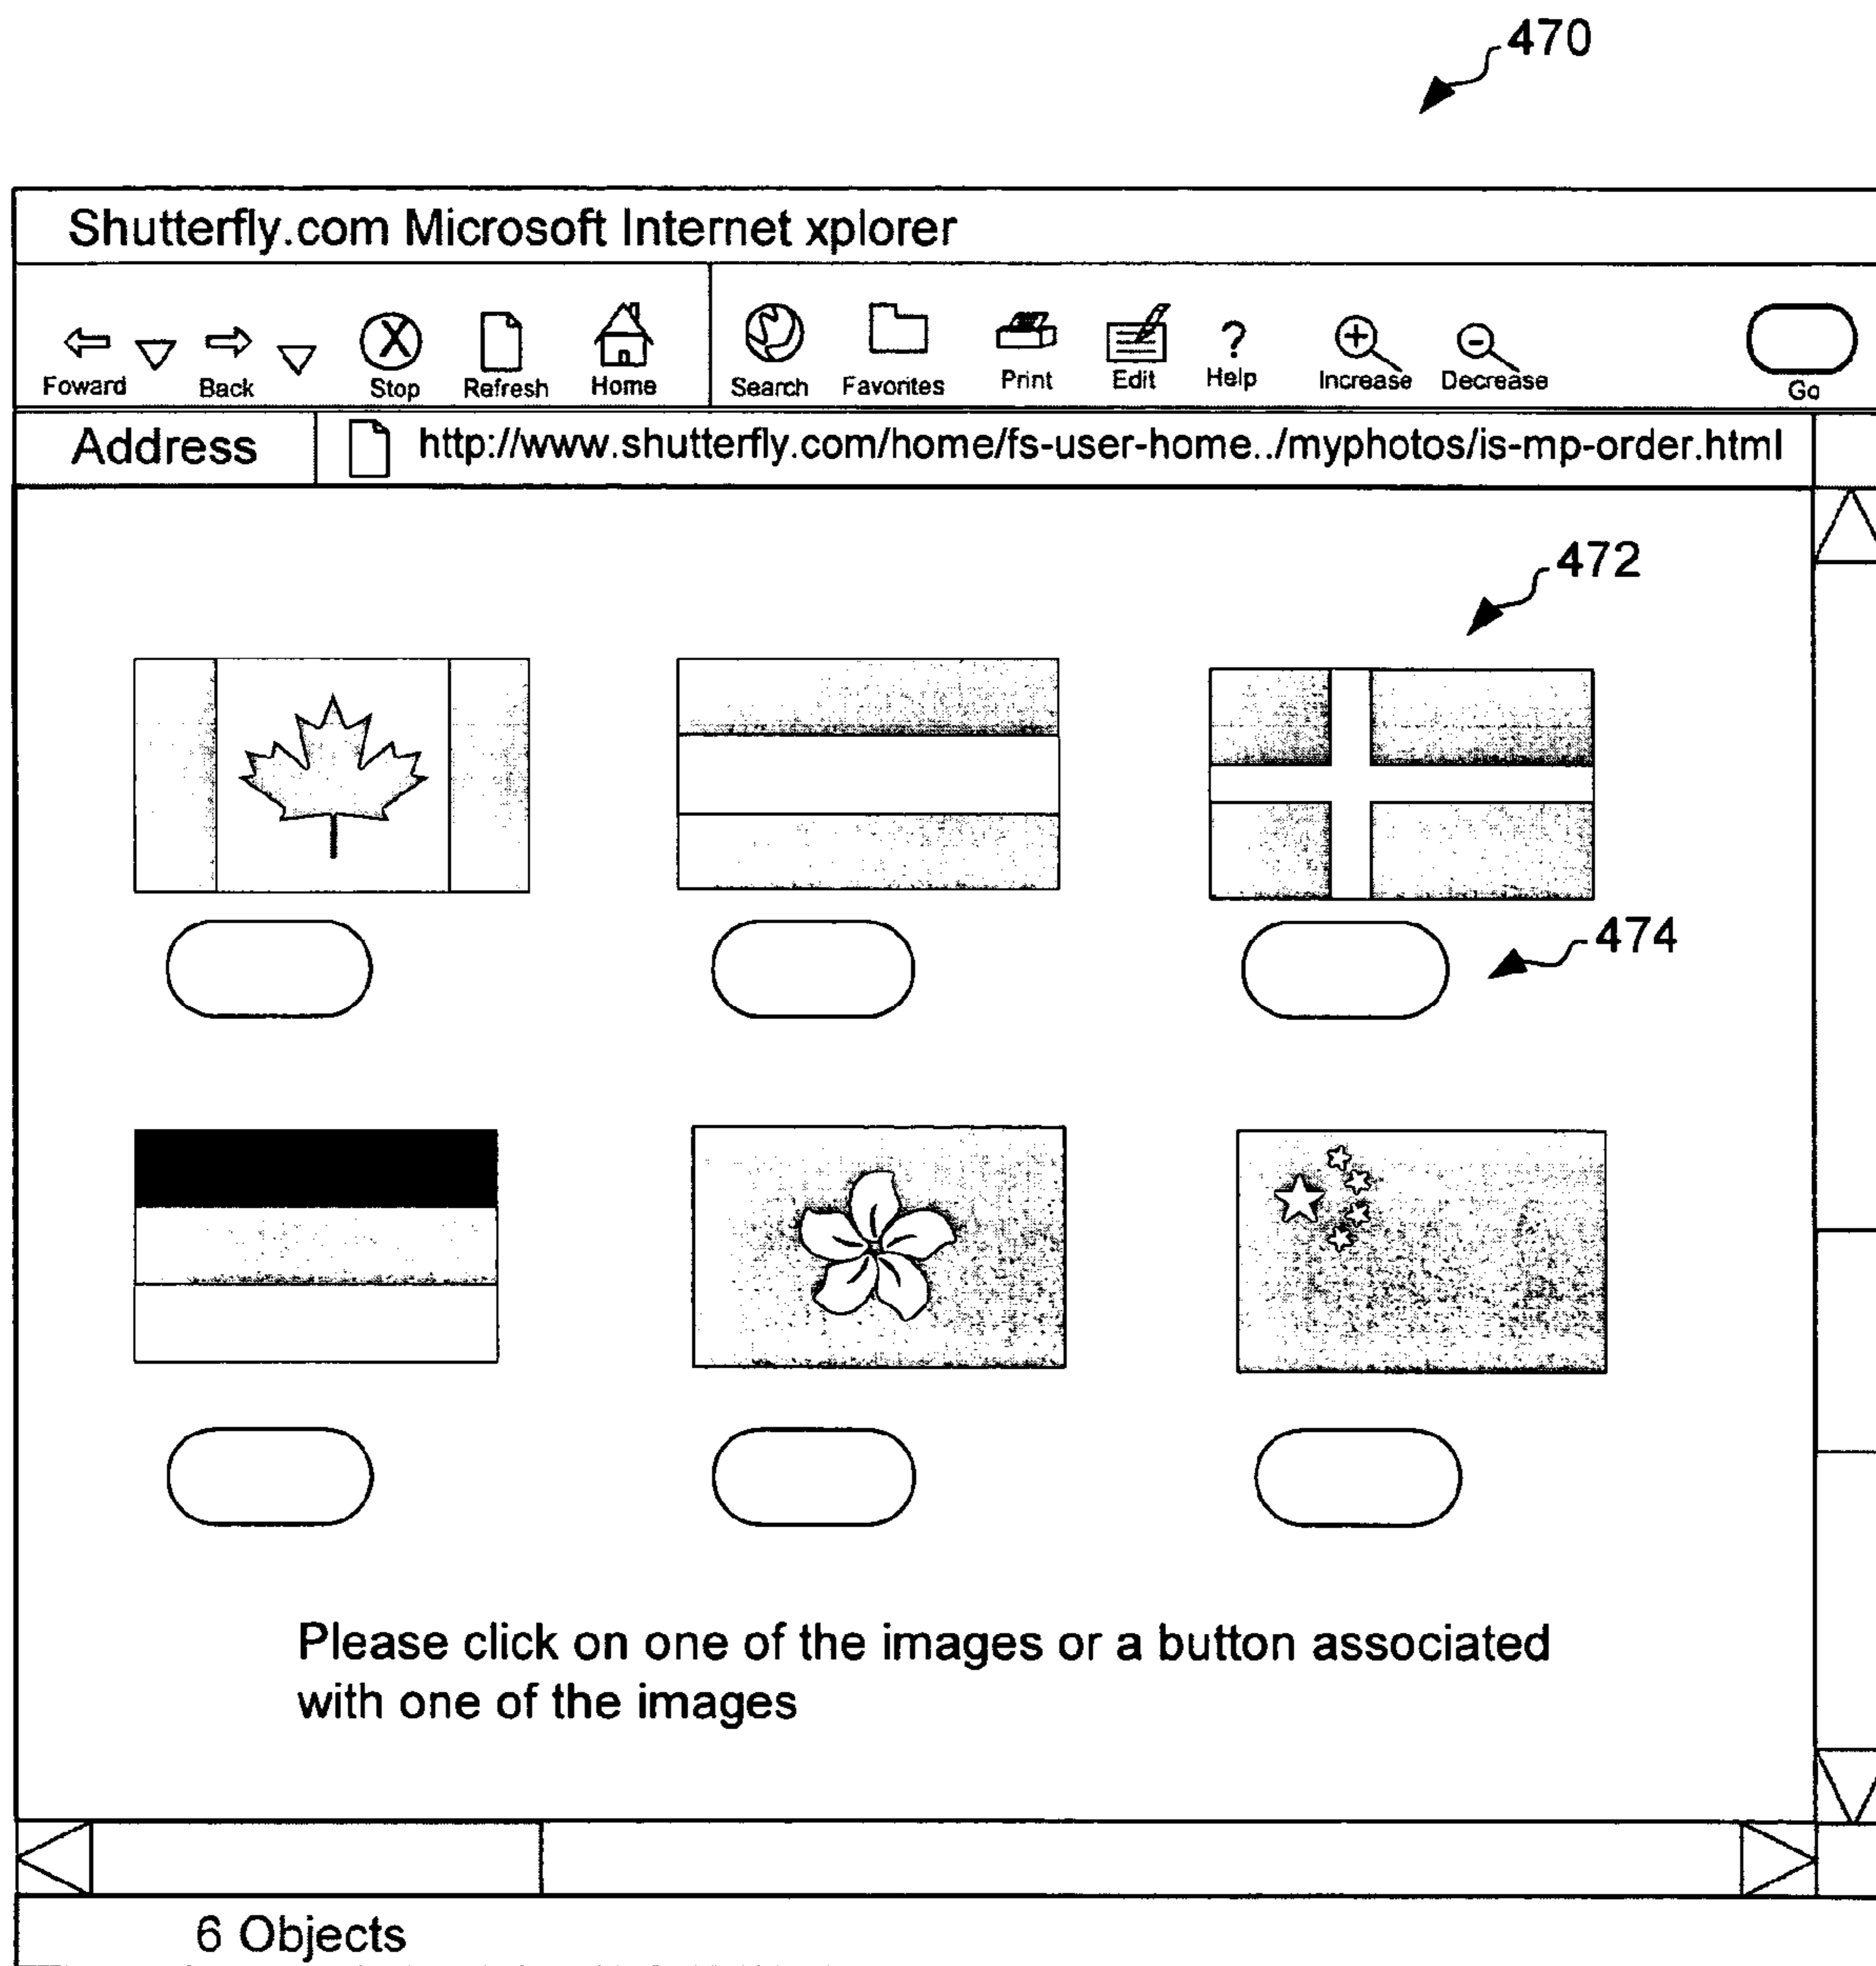 470
Shutterfly.com Microsoft Internet xplorer
Foward Back Stop Refresh Home Search Favorites Print Edit Help Increase Decrease Go
Address http://www.shutterfly.com/home/fs-user-home../myphotos/is-mp-order.html
472
474
Please click on one of the images or a button associated
with one of the images
6 Objects